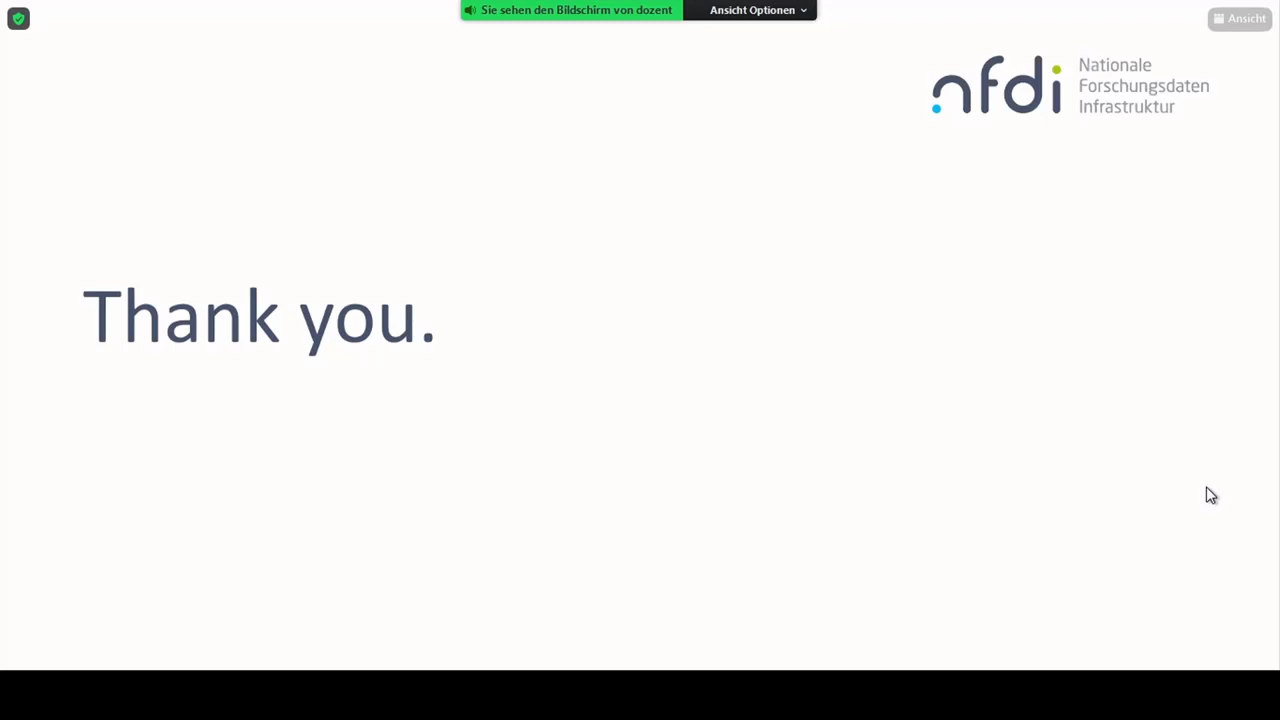 Sie sehen den Bildschirm von dozent
Ansicht Optionen
Ansicht
nfdi
Nationale
Forschungsdaten
Infrastruktur
Thank you.